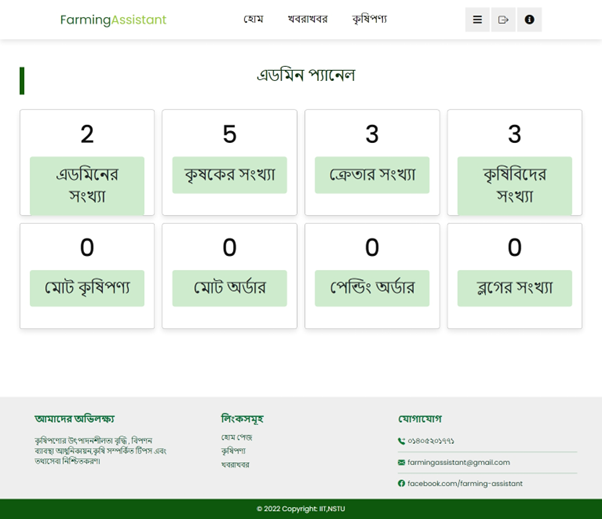 FarmingAssistant
হোম খবরাখবর কৃষিপণ্য
এডমিন প্যানেল
2
এডমিনের
সংখ্যা
5
কৃষকের সংখ্যা
3
ক্রেতার সংখ্যা
3
কৃষিবিদের
সংখ্যা
0
মোট কৃষিপণ্য
0
মোট অর্ডার
0
পেন্ডিং অর্ডার
0
ব্লগের সংখ্যা
আমাদের অভিলক্ষ্য
কৃষিপণ্যের উৎপাদনশীলতা বৃদ্ধি , বিপণন
ব্যবস্থা আধুনিকায়ন,কৃষি সম্পর্কিত টিপস এবং
তথ্যসেবা নিশ্চিতকরণ।
লিংকসমূহ
হোম পেজ
কৃষিপণ্য
খবরাখবর
যোগাযোগ
০১৪০৫২০১৭৭১
farmingassistant@gmail.com
facebook.com/farming-assistant
© 2022 Copyright: IIT,NSTU